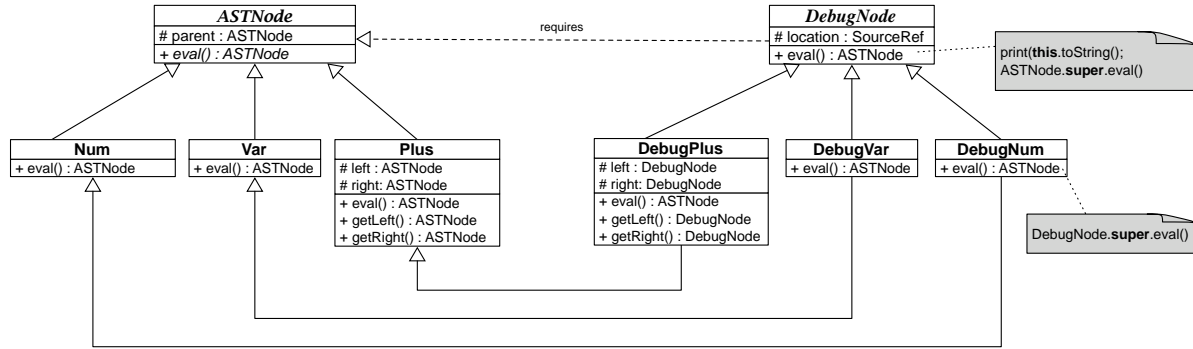 ASTNode
# parent : ASTNode
+ eval() : ASTNode
requires
DebugNode
# location : SourceRef
+ eval() : ASTNode
print(this.toString();
ASTNode.super.eval()
Num
+ eval() : ASTNode
Var
+ eval() : ASTNode
Plus
# left : ASTNode
# right: ASTNode
+ eval() : ASTNode
+ getLeft() : ASTNode
+ getRight() : ASTNode
DebugPlus
# left : DebugNode
# right: DebugNode
+ eval() : ASTNode
+ getLeft() : DebugNode
+ getRight() : DebugNode
DebugVar
+ eval() : ASTNode
DebugNum
+ eval() : ASTNode
DebugNode.super.eval()